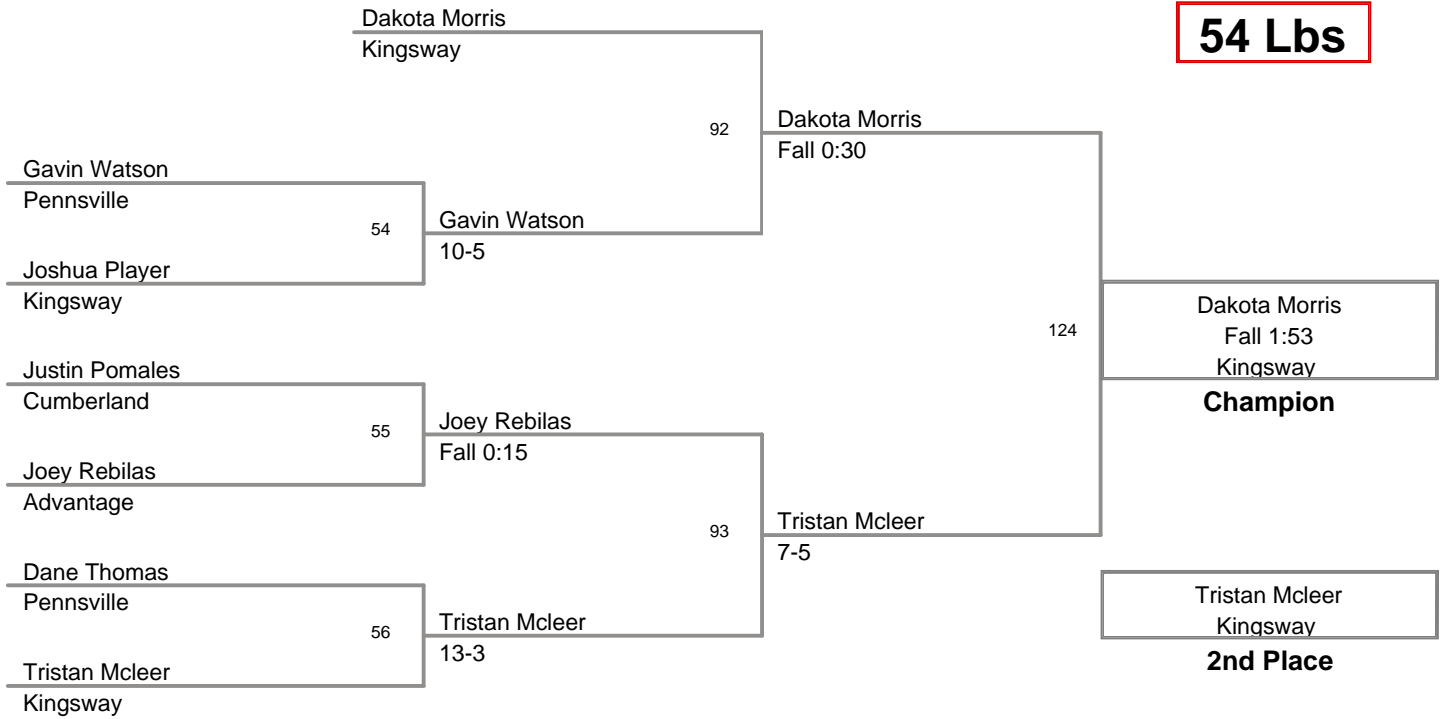 Dakota Morris
Kingsway
54 Lbs
92
Dakota Morris
Fall 0:30
Gavin Watson
Pennsville
54
Gavin Watson
10-5
Joshua Player
Kingsway
124
Dakota Morris
Fall 1:53
Kingsway
Champion
Justin Pomales
Cumberland
55
Joey Rebilas
Fall 0:15
Joey Rebilas
Advantage
93
Tristan Mcleer
7-5
Dane Thomas
Pennsville
56
Tristan Mcleer
13-3
Tristan Mcleer
Kingsway
Tristan Mcleer
Kingsway
2nd Place